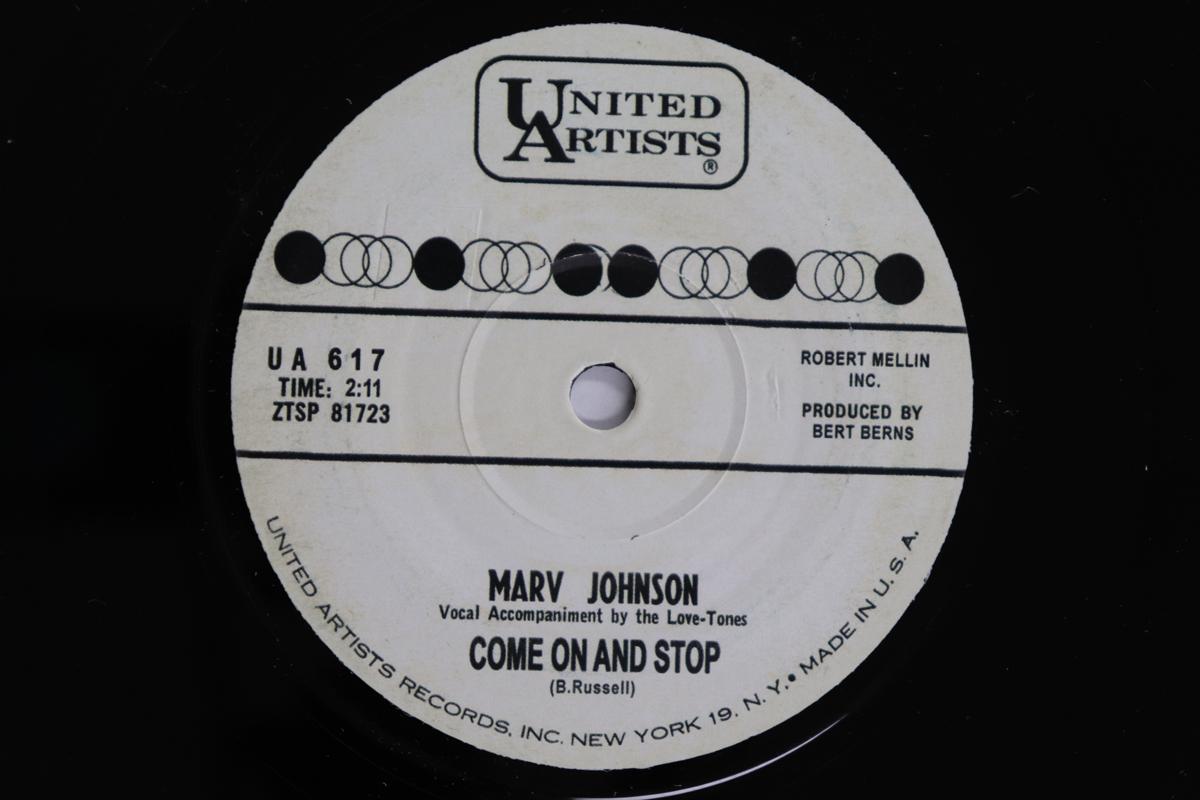 UNITED
ARTISTS
®
UA 617
TIME: 2:11
ZTSP 81723
ROBERT MELLIN
INC.
PRODUCED BY
BERT BERNS
MARV JOHNSON
Vocal Accompaniment by the Love-Tones
COME ON AND STOP
(B.Russell)
UNITED ARTISTS RECORDS, INC. NEW YORK 19, N. Y. • MADE IN U. S. A.